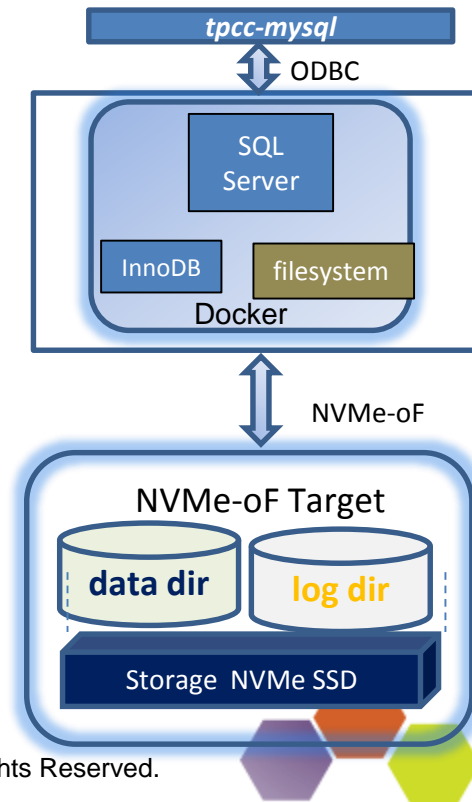 tpcc-mysql
ODBC
SQL
Server
InnoDB
filesystem
Docker
NVMe-oF
NVMe-oF Target
data dir
log dir
Storage NVMe SSD
hts Reserved.